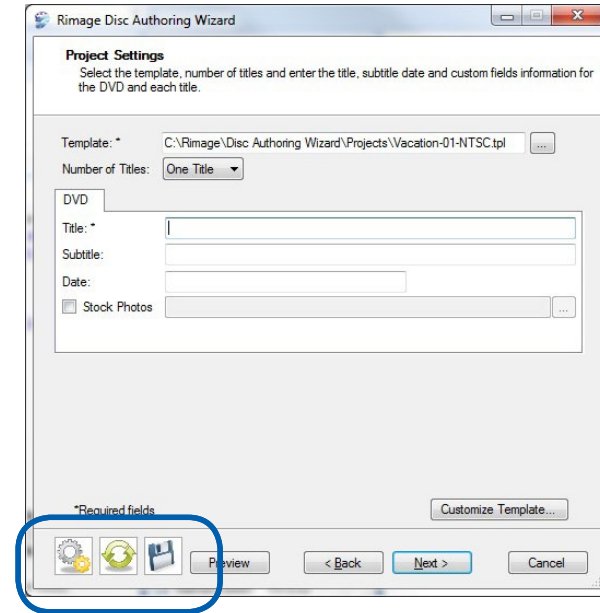 Rimage Disc Authoring Wizard
Project Settings
Select the template, number of titles and enter the title, subtitle date and custom fields information for
the DVD and each title.
Template: * C:\Rimage\Disc Authoring Wizard\Projects\Vacation-01-NTSC.tpl ...
Number of Titles: One Title
DVD
Title: *
Subtitle:
Date:
Stock Photos ...
*Required fields
Customize Template...
Preview < Back Next > Cancel